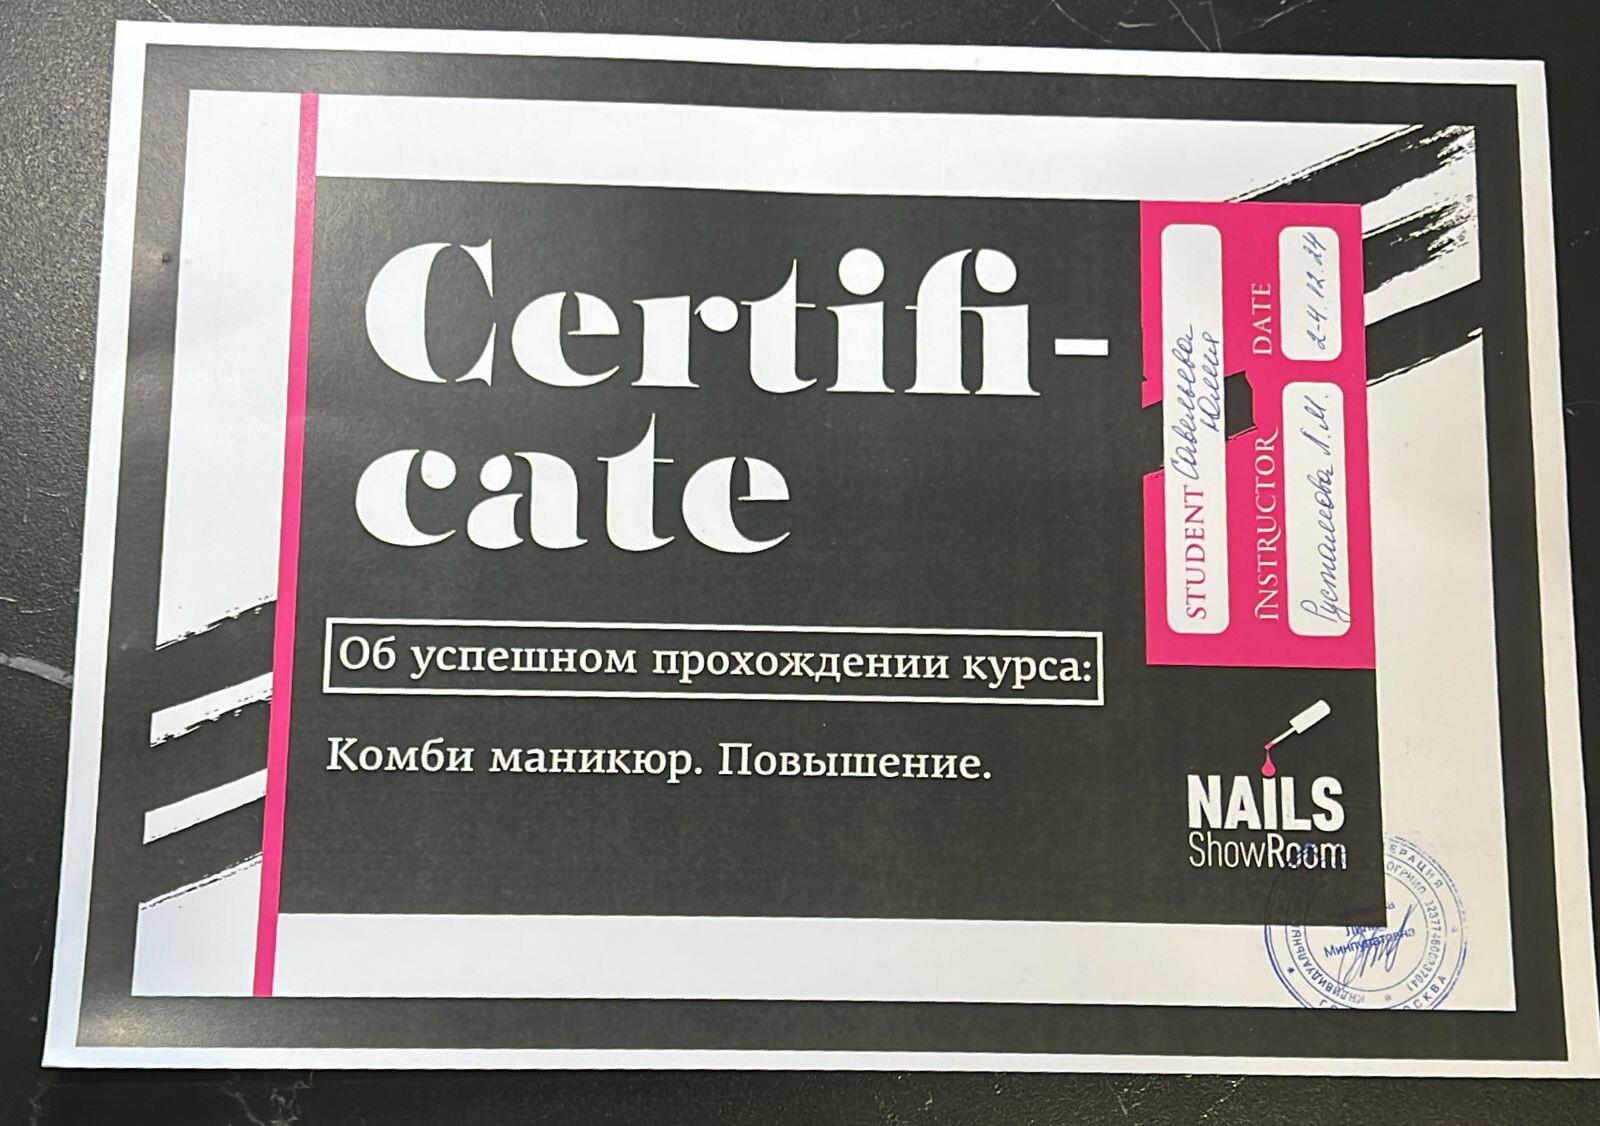 Certifi-
cate
Об успешном прохождении курса:
Комби маникюр. Повышение.
STUDENT Савельева
Юлия
INSTRUCTOR DATE
Рустамова Л.М. 2-4.12.24
NAILS
ShowRoom